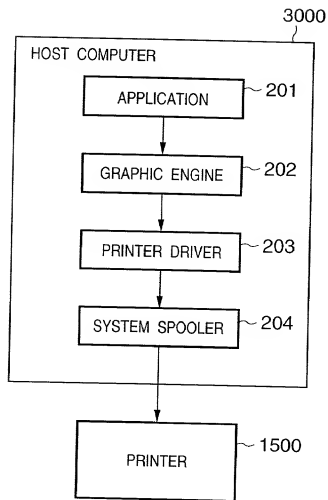 3000
HOST COMPUTER
APPLICATION
201
GRAPHIC ENGINE
202
PRINTER DRIVER
203
SYSTEM SPOOLER
204
PRINTER
1500